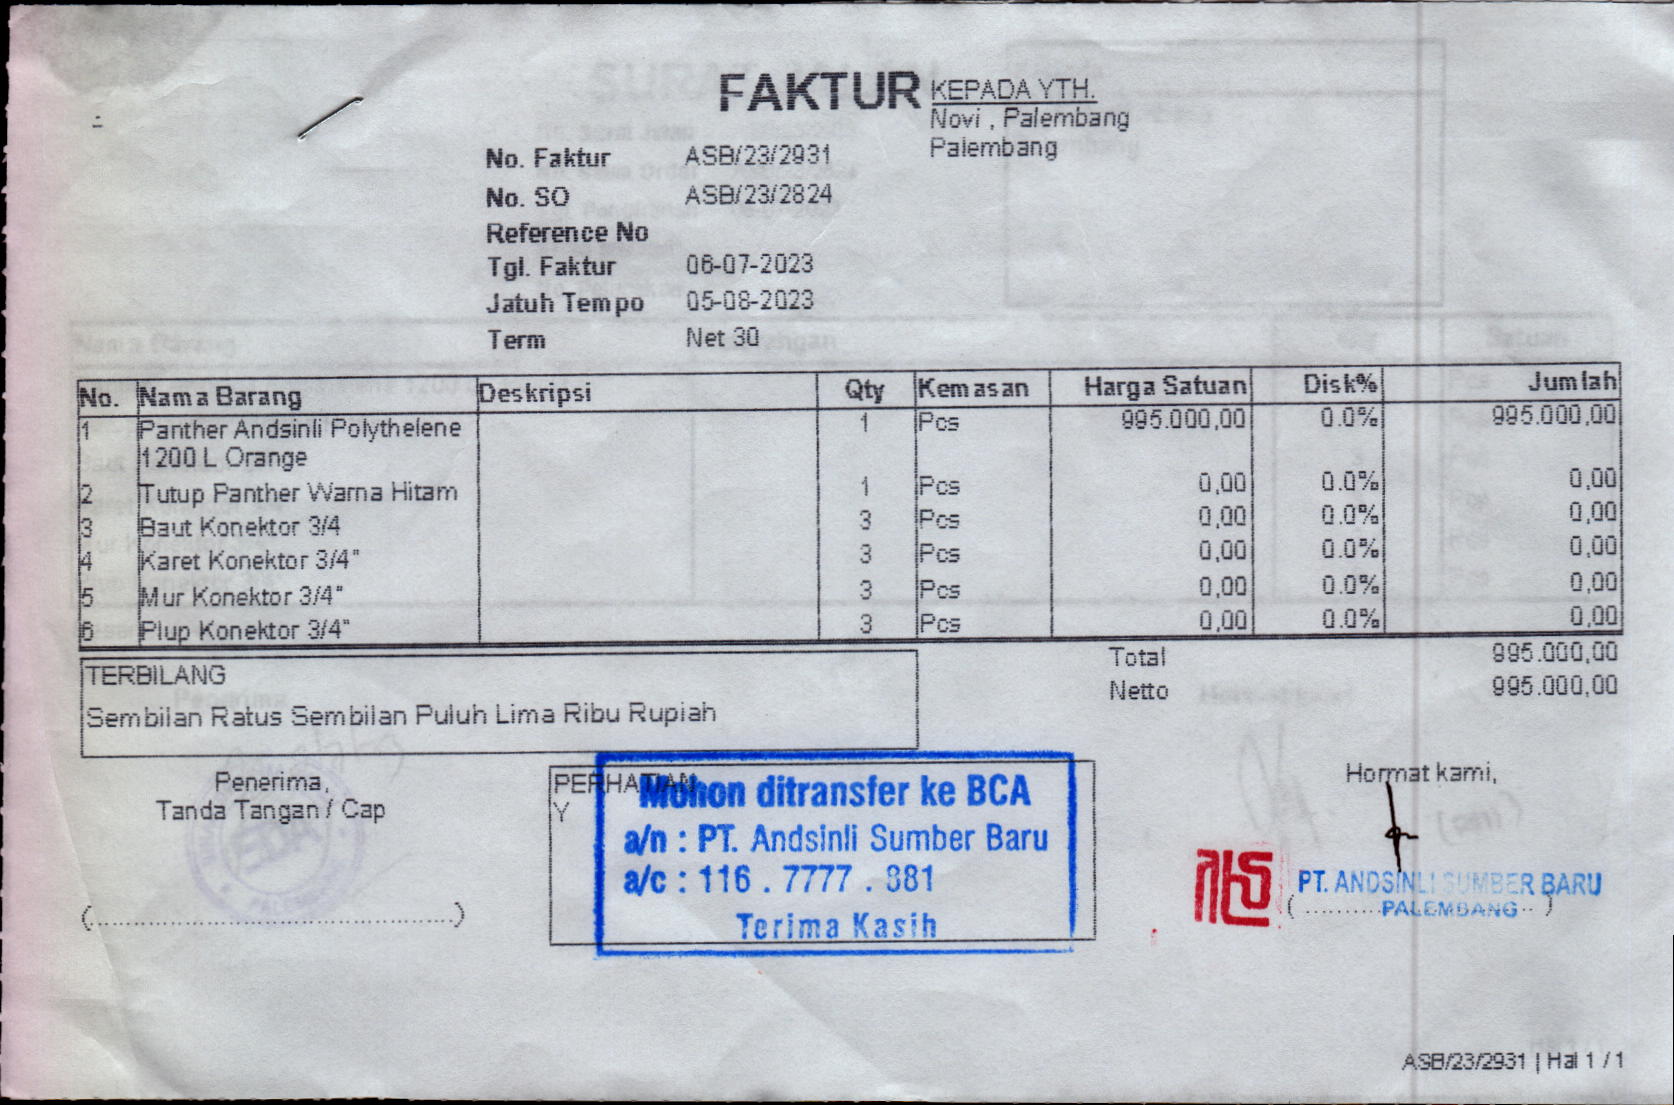 FAKTUR
KEPADA YTH.
Novi , Palembang
Palembang
No. Faktur ASB/23/2931
No. SO ASB/23/2824
Reference No
Tgl. Faktur 06-07-2023
Jatuh Tempo 05-08-2023
Term Net 30
No. Nama Barang Deskripsi Qty Kemasan Harga Satuan Disk% Jumlah
1 Panther Andsinli Polythelene 1 Pcs 995.000,00 0.0% 995.000,00
1200 L Orange
2 Tutup Panther Warna Hitam 1 Pcs 0,00 0.0% 0,00
3 Baut Konektor 3/4 3 Pcs 0,00 0.0% 0,00
4 Karet Konektor 3/4" 3 Pcs 0,00 0.0% 0,00
5 Mur Konektor 3/4" 3 Pcs 0,00 0.0% 0,00
6 Plup Konektor 3/4" 3 Pcs 0,00 0.0% 0,00
Total 995.000,00
Netto 995.000,00
TERBILANG
Sembilan Ratus Sembilan Puluh Lima Ribu Rupiah
Penerima,
Tanda Tangan / Cap
(..................................................)
PERHATIAN
Y
Mohon ditransfer ke BCA
a/n : PT. Andsinli Sumber Baru
a/c : 116 . 7777 . 881
Terima Kasih
Hormat kami,
PT. ANDSINLI SUMBER BARU
PALEMBANG
ASB/23/2931 | Hal 1 / 1